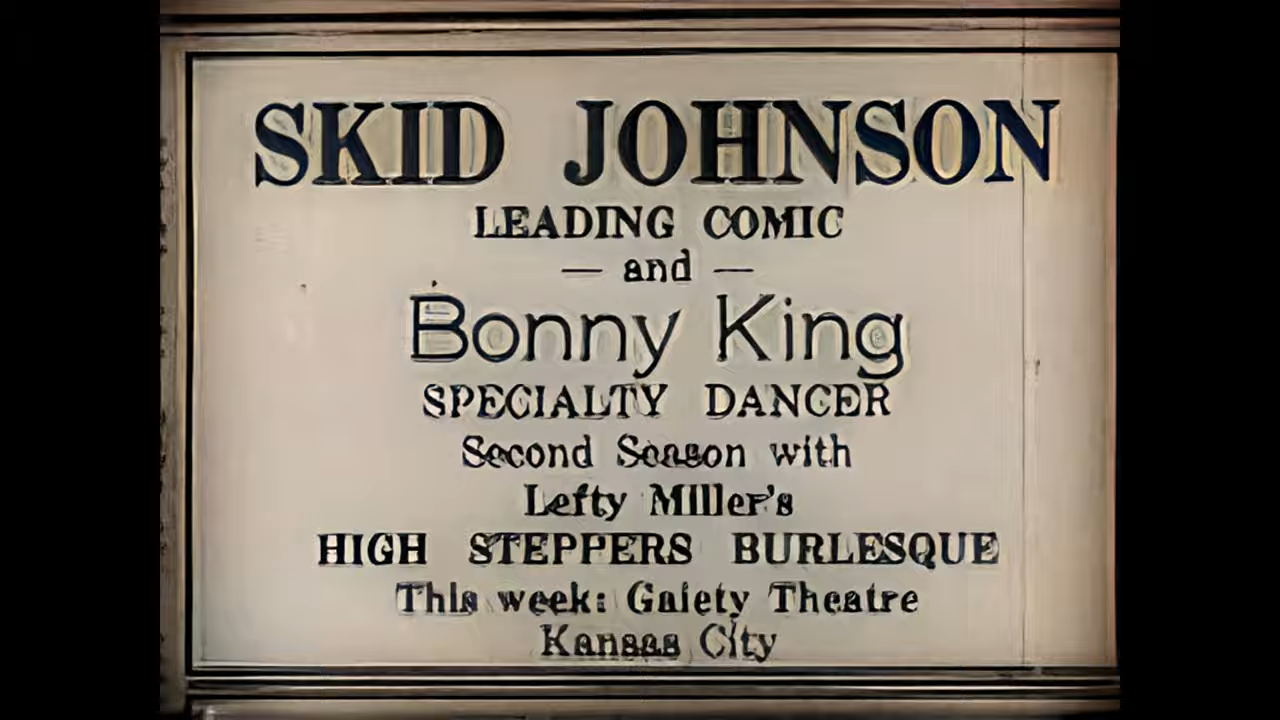 SKID JOHNSON
LEADING COMIC
— and —
Bonny King
SPECIALTY DANCER
Second Season with
Lefty Miller's
HIGH STEPPERS BURLESQUE
This week: Gaiety Theatre
Kansas City